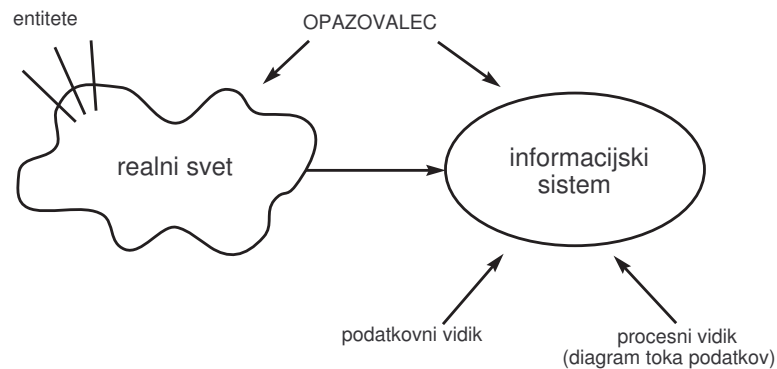 entitete
OPAZOVALEC
realni svet
informacijski
sistem
podatkovni vidik
procesni vidik
(diagram toka podatkov)